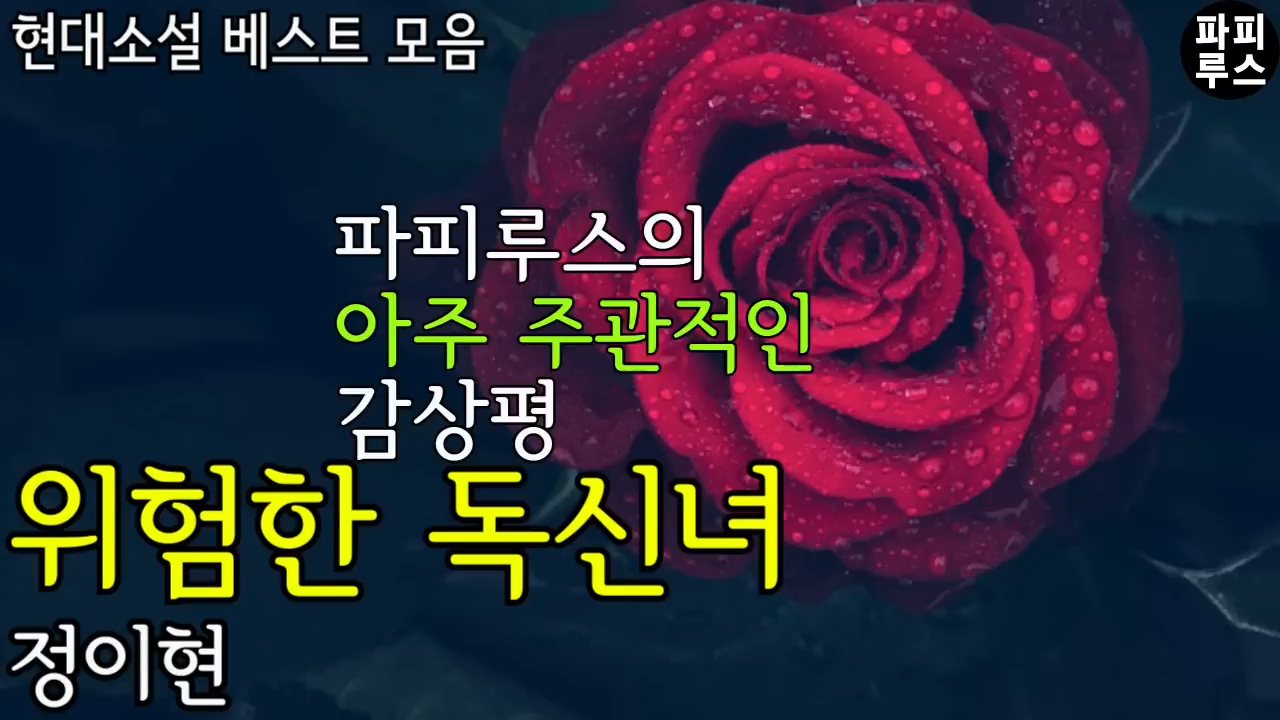 현대소설 베스트 모음
파피
루스
파피루스의
아주 주관적인
감상평
위험한 독신녀
정이현